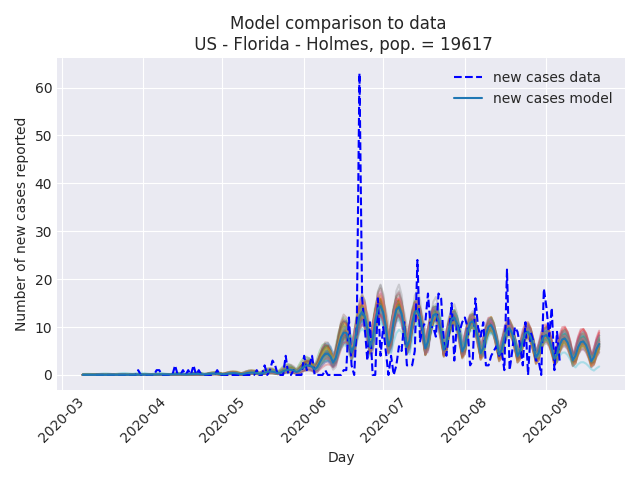 Model comparison to data
US - Florida - Holmes, pop. = 19617
new cases data
new cases model
Number of new cases reported
60
50
40
30
20
10
0
2020-03
2020-04
2020-05
2020-06
2020-07
2020-08
2020-09
Day